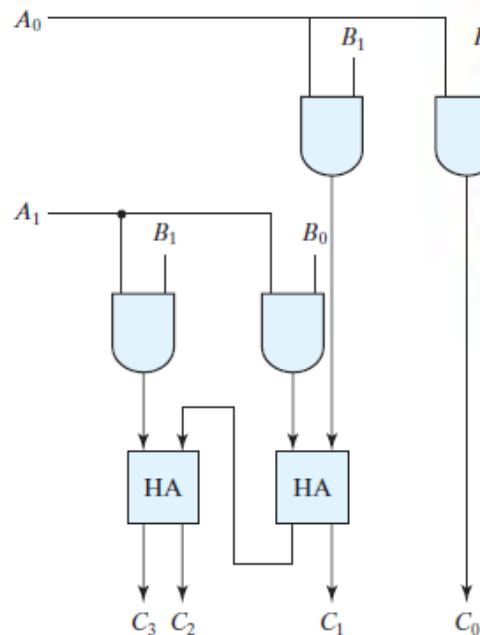 A₀
B₁
A₁
B₁
B₀
HA
HA
C₃ C₂ C₁ C₀